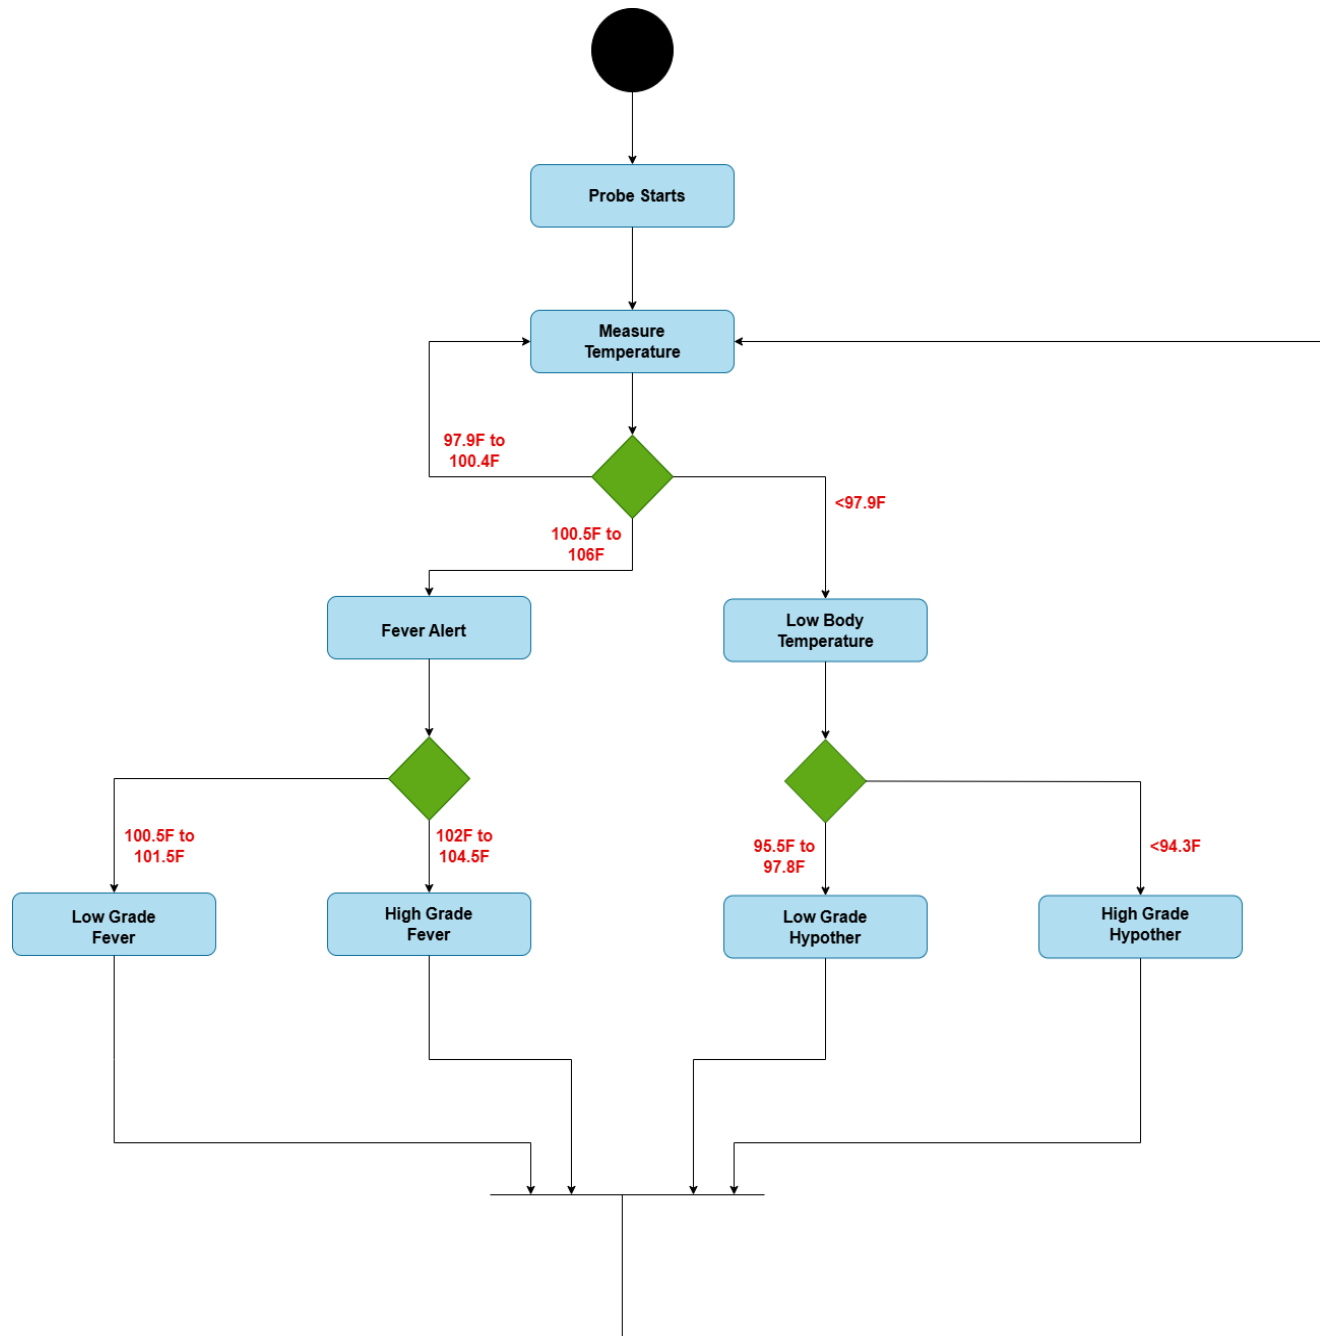 Probe Starts
Measure
Temperature
97.9F to
100.4F
<97.9F
100.5F to
106F
Fever Alert
Low Body
Temperature
100.5F to
101.5F
102F to
104.5F
95.5F to
97.8F
<94.3F
Low Grade
Fever
High Grade
Fever
Low Grade
Hypother
High Grade
Hypother